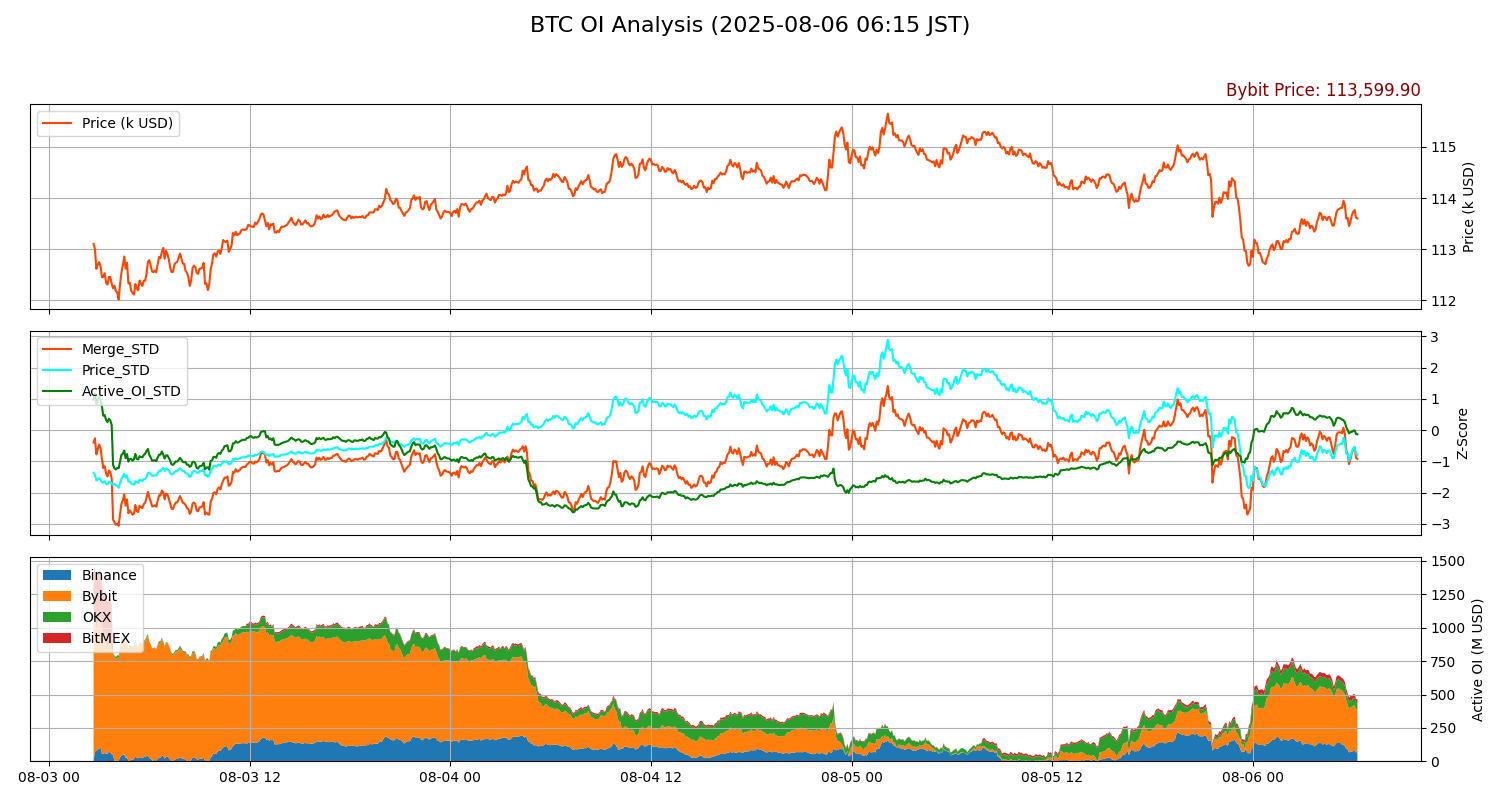 BTC OI Analysis (2025-08-06 06:15 JST)
Bybit Price: 113,599.90
Price (k USD)
115
114
113
112
Price (k USD)
Merge_STD
Price_STD
Active_OI_STD
3
2
1
0
−1
−2
−3
Z-Score
Binance
Bybit
OKX
BitMEX
1500
1250
1000
750
500
250
0
Active OI (M USD)
08-03 00
08-03 12
08-04 00
08-04 12
08-05 00
08-05 12
08-06 00